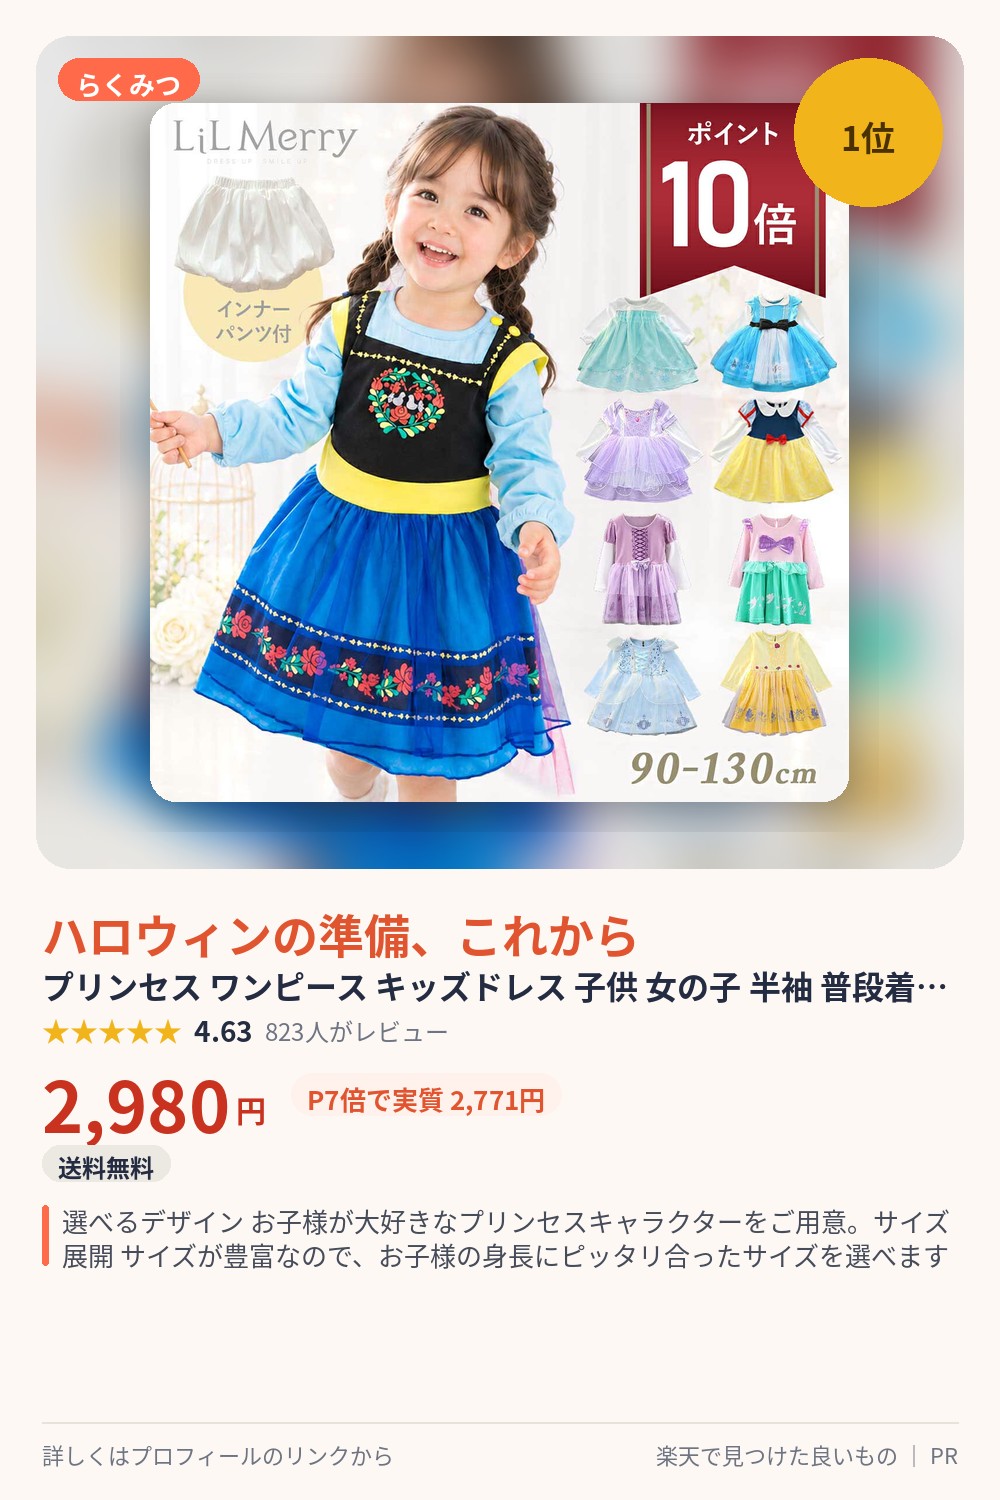 らくみつ
1位
LiL Merry
DRESS UP SMILE UP
ポイント
10倍
インナー
パンツ付
90-130cm
ハロウィンの準備、これから
プリンセス ワンピース キッズドレス 子供 女の子 半袖 普段着…
★★★★★ 4.63 823人がレビュー
2,980円 P7倍で実質 2,771円
送料無料
選べるデザイン お子様が大好きなプリンセスキャラクターをご用意。サイズ
展開 サイズが豊富なので、お子様の身長にピッタリ合ったサイズを選べます
詳しくはプロフィールのリンクから
楽天で見つけた良いもの | PR